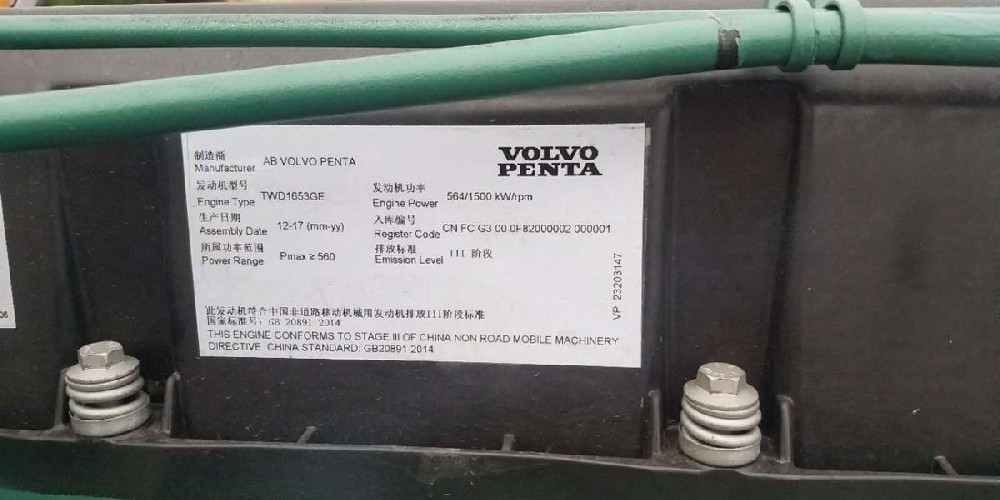 制造商
Manufacturer AB VOLVO PENTA
VOLVO
PENTA
发动机型号
Engine Type TWD1653GE
发动机功率
Engine Power 564/1500 kW/rpm
生产日期
Assembly Date 12-17 (mm-yy)
入库编号
Register Code CN FC G3 00 0F82000002 000001
所属功率范围
Power Range Pmax ≥ 560
排放标准
Emission Level III 阶段
VP 23203147
此发动机符合中国非道路移动机械用发动机排放III阶段标准
国家标准号: GB 20891-2014
THIS ENGINE CONFORMS TO STAGE III OF CHINA NON ROAD MOBILE MACHINERY
DIRECTIVE, CHINA STANDARD: GB20891-2014
06